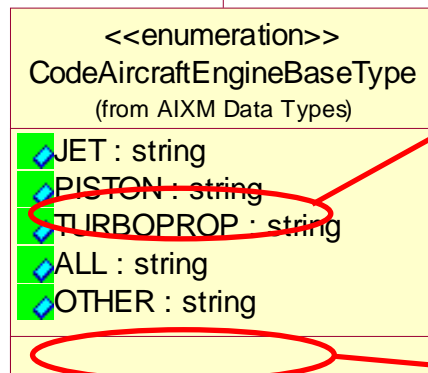 <<enumeration>>
CodeAircraftEngineBaseType
(from AIXM Data Types)
JET : string
PISTON : string
TURBOPROP : string
ALL : string
OTHER : string